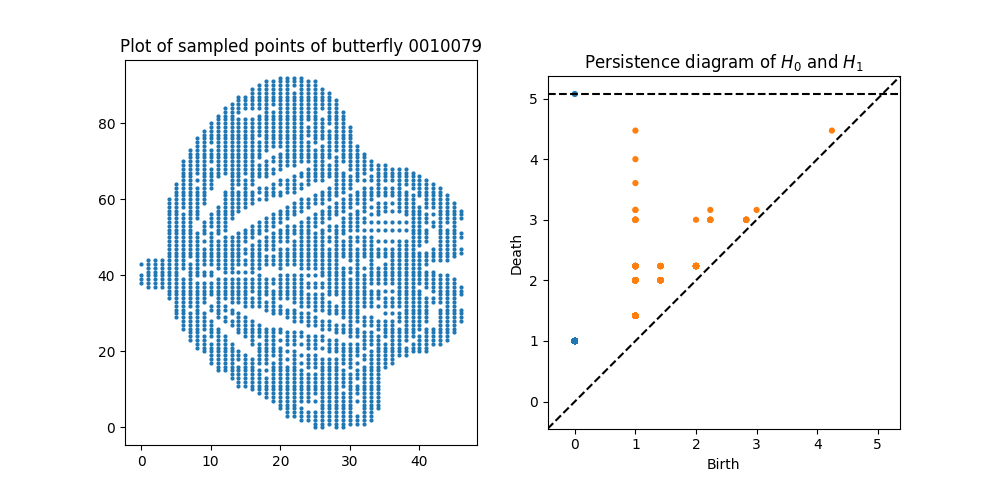 Plot of sampled points of butterfly 0010079
80
60
40
20
0
0 10 20 30 40
Persistence diagram of H₀ and H₁
5
4
3
2
1
0
Death
0 1 2 3 4 5
Birth